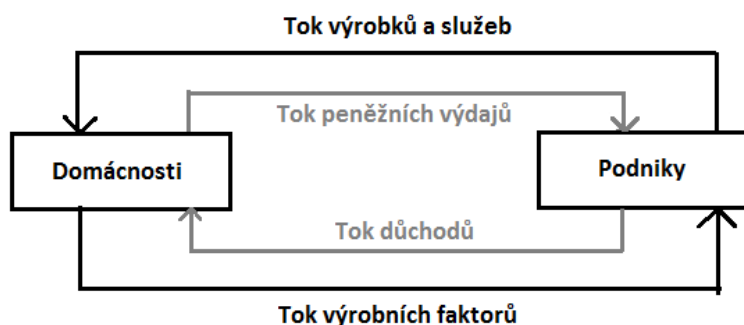 Tok výrobků a služeb
Tok peněžních výdajů
Domácnosti
Podniky
Tok důchodů
Tok výrobních faktorů